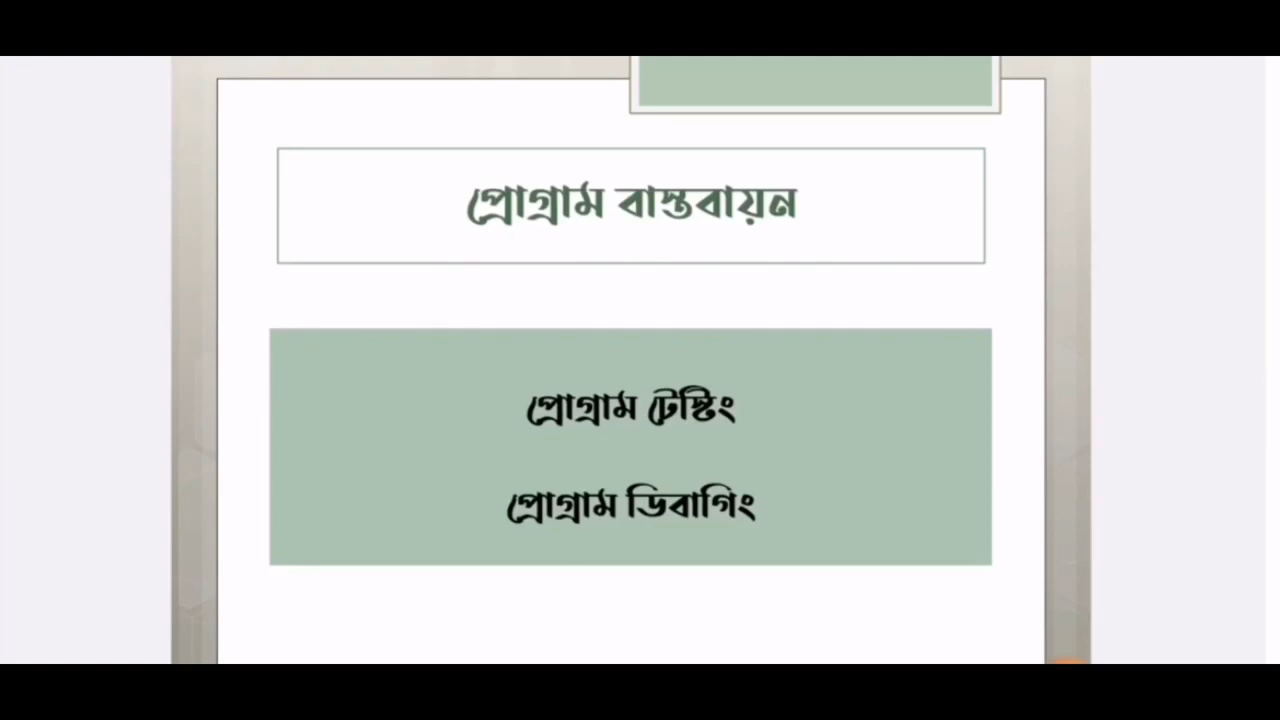 প্রোগ্রাম বাস্তবায়ন
প্রোগ্রাম টেস্টিং
প্রোগ্রাম ডিবাগিং